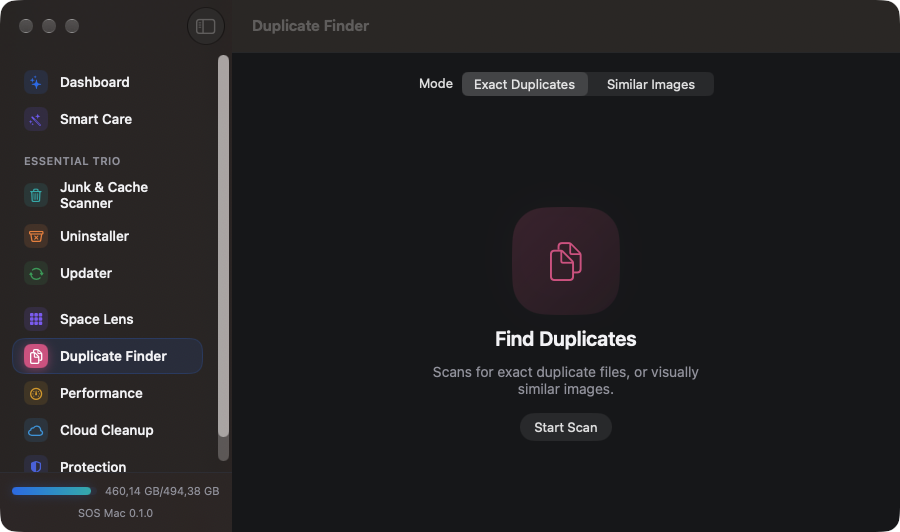 Duplicate Finder
Dashboard
Smart Care
ESSENTIAL TRIO
Junk & Cache
Scanner
Uninstaller
Updater
Space Lens
Duplicate Finder
Performance
Cloud Cleanup
Protection
460,14 GB/494,38 GB
SOS Mac 0.1.0
Mode
Exact Duplicates
Similar Images
Find Duplicates
Scans for exact duplicate files, or visually
similar images.
Start Scan